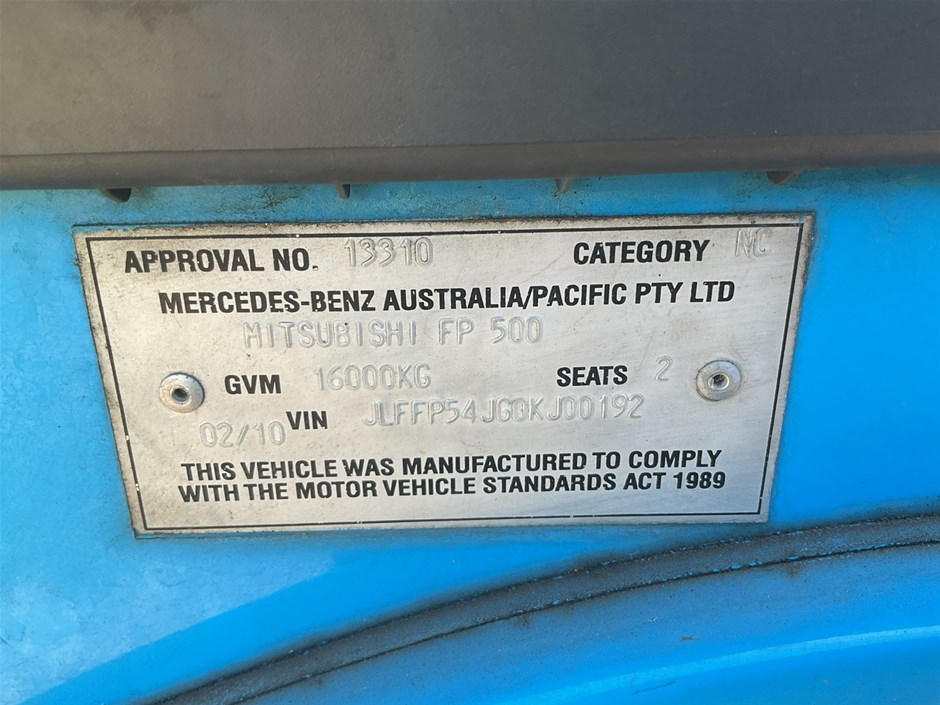 APPROVAL NO. 13310 CATEGORY NC
MERCEDES-BENZ AUSTRALIA/PACIFIC PTY LTD
MITSUBISHI FP 500
GVM 16000KG SEATS 2
02/10 VIN JLFFP54JG0KJ00192
THIS VEHICLE WAS MANUFACTURED TO COMPLY
WITH THE MOTOR VEHICLE STANDARDS ACT 1989